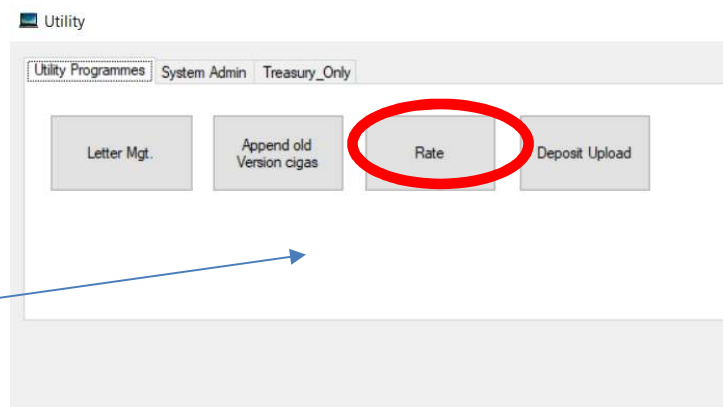 Utility
Utility Programmes System Admin Treasury_Only
Letter Mgt.
Append old
Version cigas
Rate
Deposit Upload